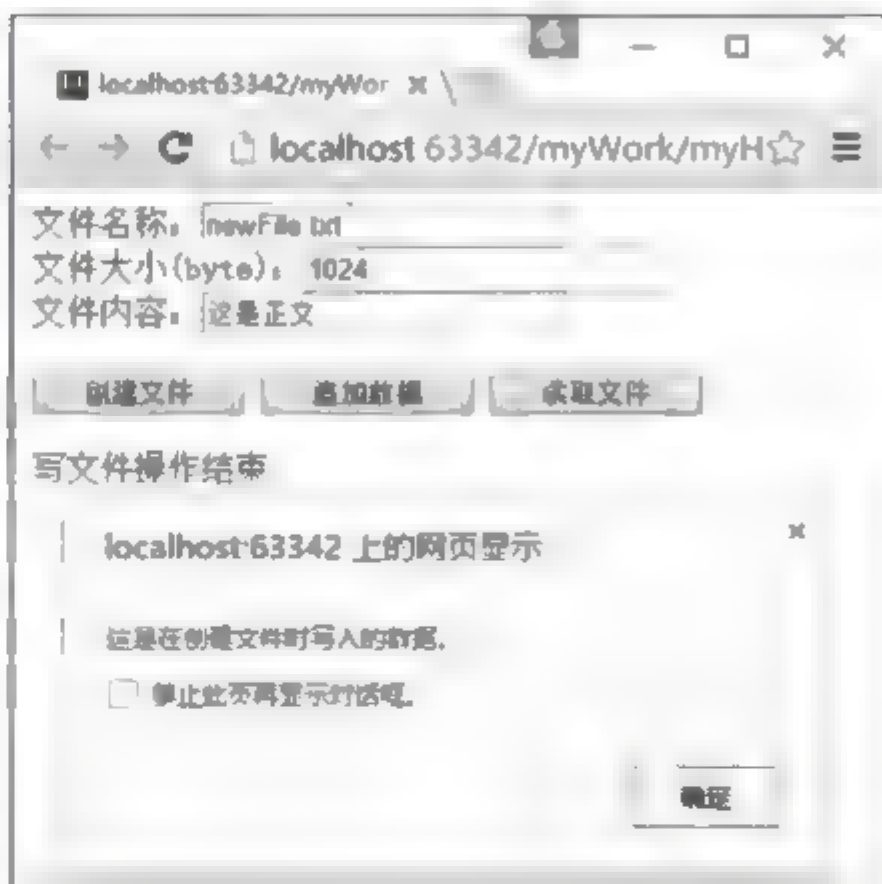 localhost:63342/myWor
localhost:63342/myWork/myH
文件名称: newFile.txt
文件大小(byte): 1024
文件内容: 这是正文
创建文件 追加数据 读取文件
写文件操作结束
localhost:63342 上的网页显示
这是在创建文件时写入的数据。
禁止此页再显示对话框。
确定